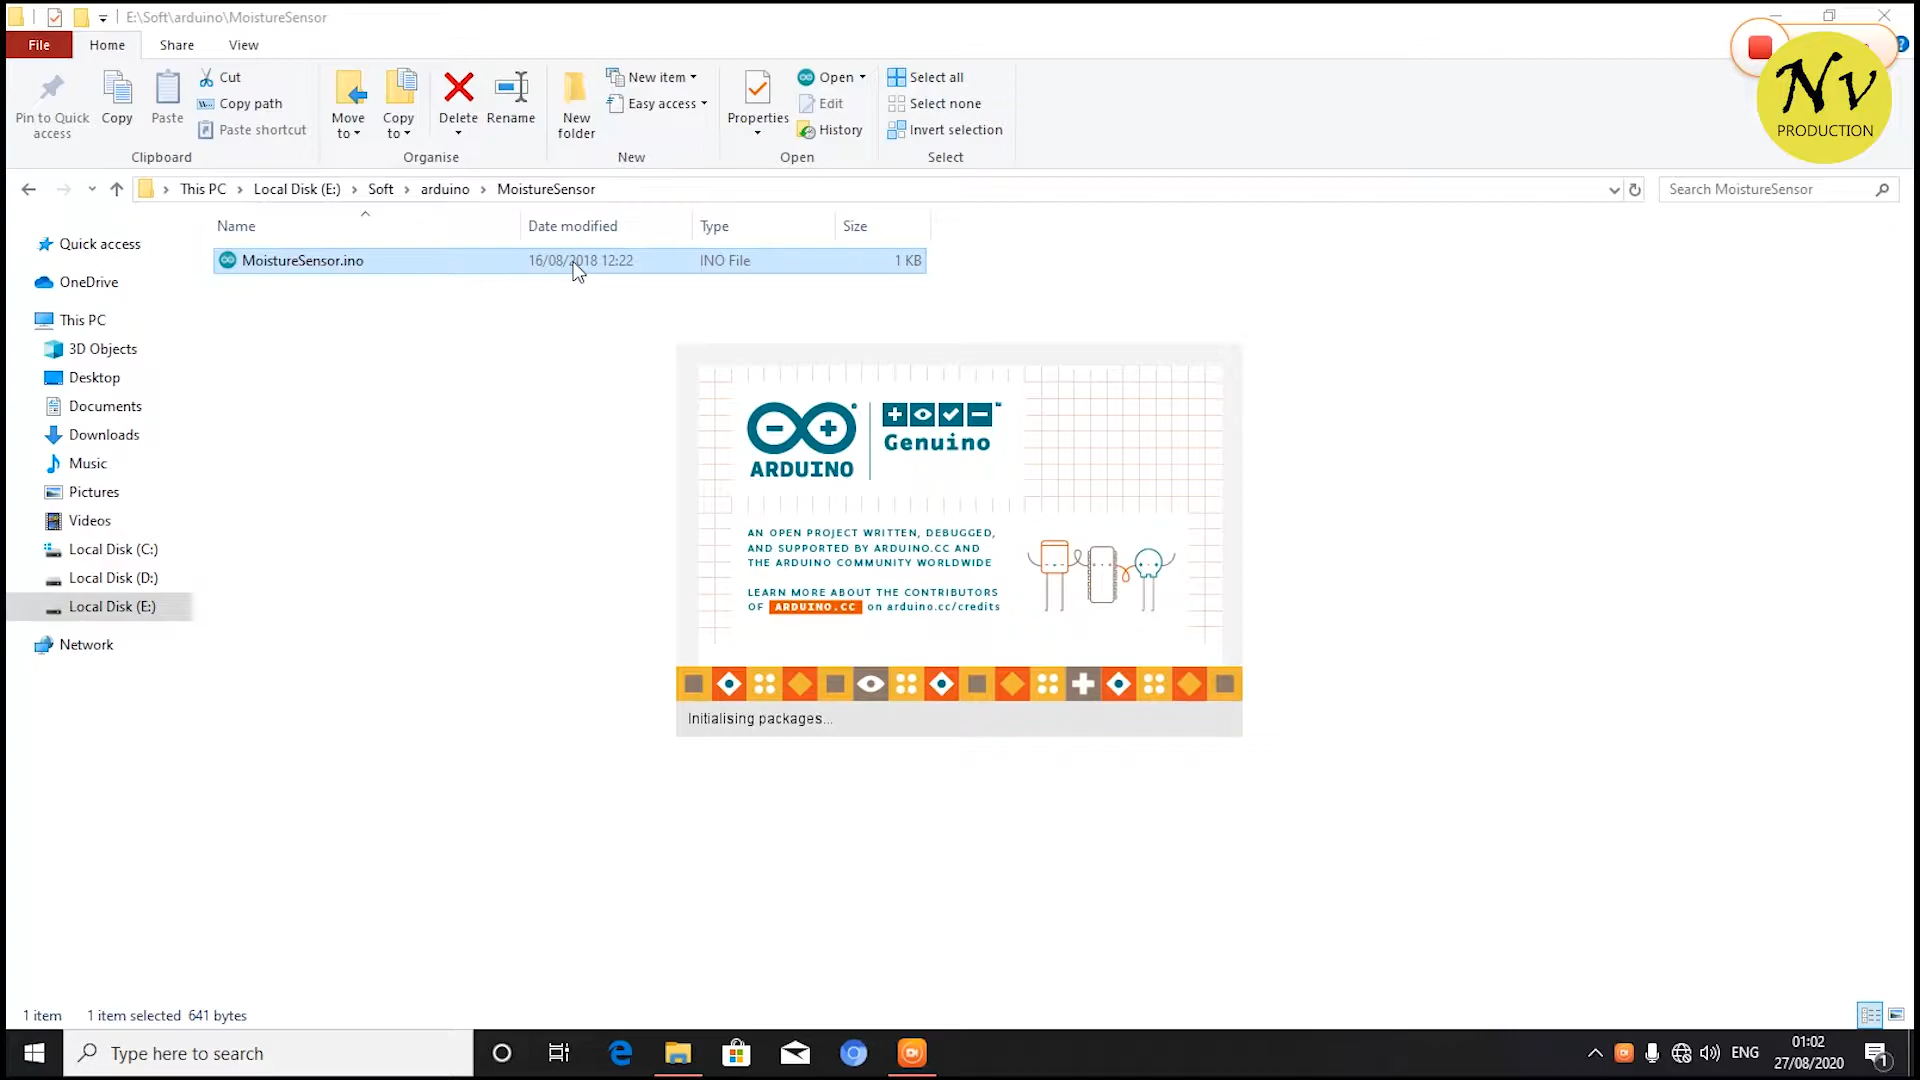 E:\Soft\arduino\MoistureSensor
File
Home
Share
View
Pin to Quick access
Copy
Paste
Cut
Copy path
Paste shortcut
Clipboard
Move to
Copy to
Delete
Rename
Organise
New folder
New item
Easy access
New
Properties
Open
Edit
History
Open
Select all
Select none
Invert selection
Select
Nv
PRODUCTION
This PC
Local Disk (E:)
Soft
arduino
MoistureSensor
Search MoistureSensor
Name
Date modified
Type
Size
MoistureSensor.ino
16/08/2018 12:22
INO File
1 KB
Quick access
OneDrive
This PC
3D Objects
Desktop
Documents
Downloads
Music
Pictures
Videos
Local Disk (C:)
Local Disk (D:)
Local Disk (E:)
Network
ARDUINO
Genuino
AN OPEN PROJECT WRITTEN, DEBUGGED,
AND SUPPORTED BY ARDUINO.CC AND
THE ARDUINO COMMUNITY WORLDWIDE
LEARN MORE ABOUT THE CONTRIBUTORS
OF ARDUINO.CC on arduino.cc/credits
Initialising packages...
1 item
1 item selected 641 bytes
Type here to search
ENG
01:02
27/08/2020
1